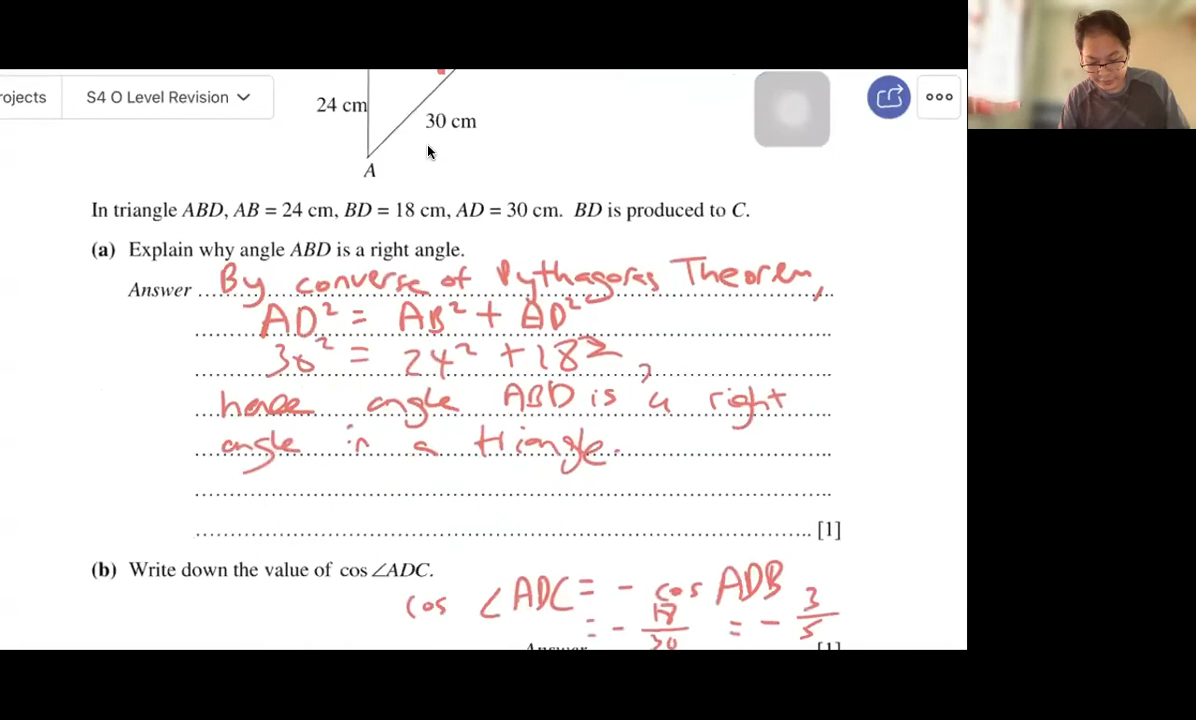 rojects
S4 O Level Revision
24 cm
30 cm
A
In triangle ABD, AB = 24 cm, BD = 18 cm, AD = 30 cm. BD is produced to C.
(a) Explain why angle ABD is a right angle.
Answer By converse of Pythagoras Theorem,
AD² = AB² + BD²
30² = 24² + 18²,
hence angle ABD is a right
angle in a triangle.
[1]
(b) Write down the value of cos ∠ADC.
cos ∠ADC = - cos ADB
= - 18/30 = - 3/5
Answer [1]